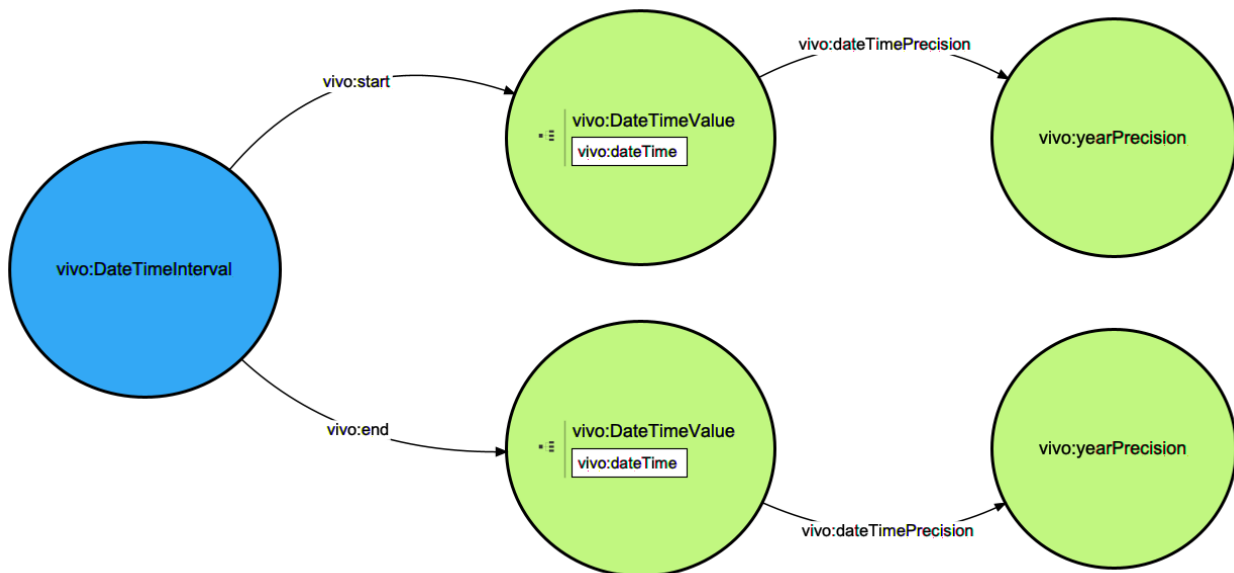 vivo:dateTimePrecision
vivo:start
vivo:DateTimeValue
vivo:dateTime
vivo:yearPrecision
vivo:DateTimeInterval
vivo:end
vivo:DateTimeValue
vivo:dateTime
vivo:yearPrecision
vivo:dateTimePrecision